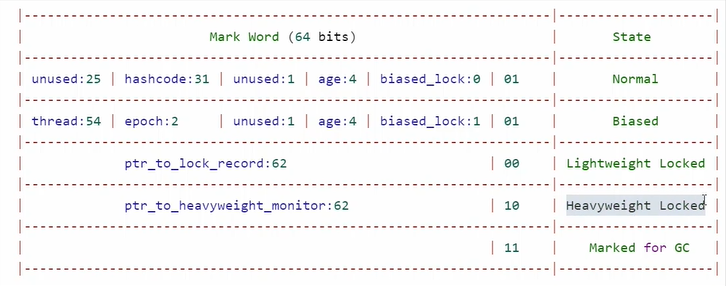 |--------------------------------------------------------------------|--------------------|
| Mark Word (64 bits) | State |
|--------------------------------------------------------------------|--------------------|
| unused:25 | hashcode:31 | unused:1 | age:4 | biased_lock:0 | 01 | Normal |
|--------------------------------------------------------------------|--------------------|
| thread:54 | epoch:2 | unused:1 | age:4 | biased_lock:1 | 01 | Biased |
|--------------------------------------------------------------------|--------------------|
| ptr_to_lock_record:62 | 00 | Lightweight Locked |
|--------------------------------------------------------------------|--------------------|
| ptr_to_heavyweight_monitor:62 | 10 | Heavyweight Locked |
|--------------------------------------------------------------------|--------------------|
| | 11 | Marked for GC |
|--------------------------------------------------------------------|--------------------|